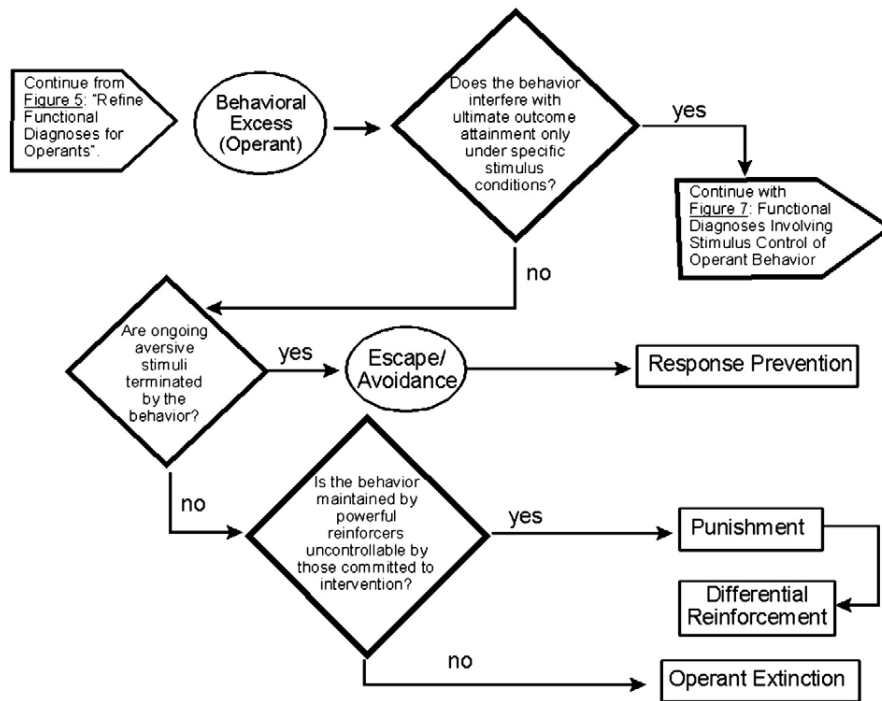 Continue from
Figure 5: "Refine
Functional
Diagnoses for
Operants".
Behavioral
Excess
(Operant)
Does the behavior
interfere with
ultimate outcome
attainment only
under specific
stimulus
conditions?
yes
Continue with
Figure 7: Functional
Diagnoses Involving
Stimulus Control of
Operant Behavior
no
Are ongoing
aversive
stimuli
terminated
by the
behavior?
yes
Escape/
Avoidance
Response Prevention
no
Is the behavior
maintained by
powerful
reinforcers
uncontrollable by
those committed to
intervention?
yes
Punishment
Differential
Reinforcement
no
Operant Extinction